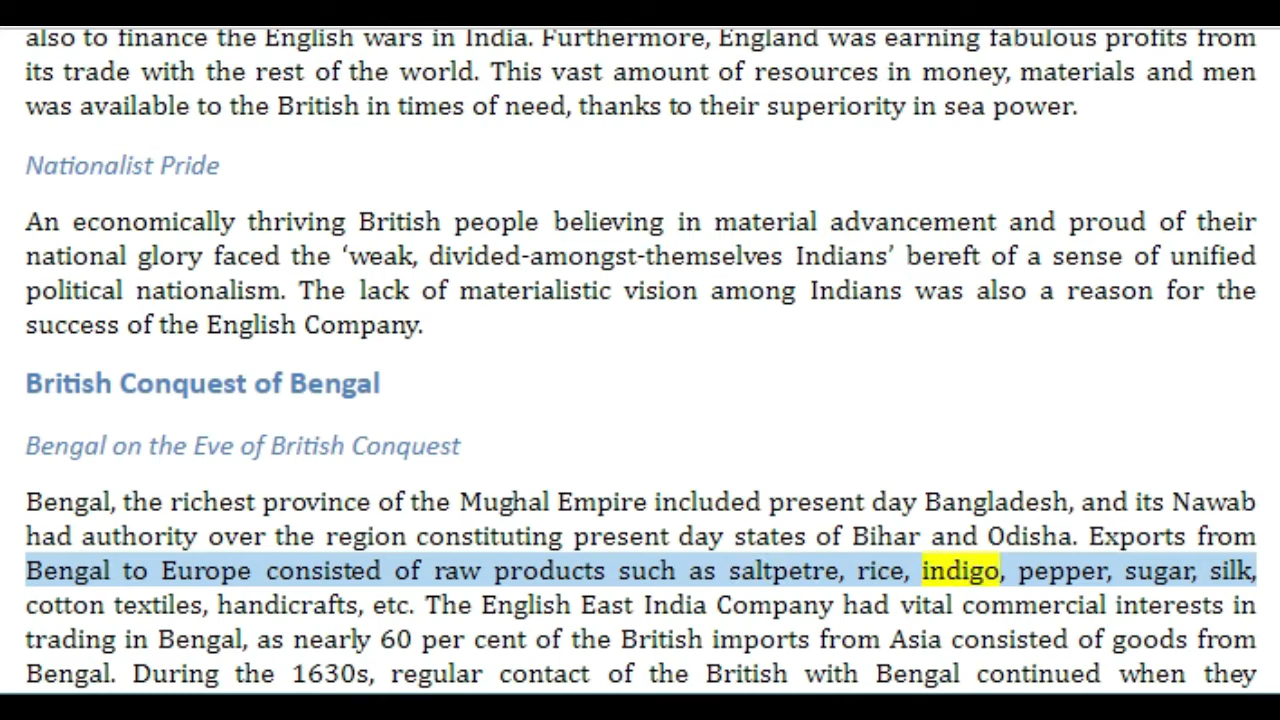 also to finance the English wars in India. Furthermore, England was earning fabulous profits from
its trade with the rest of the world. This vast amount of resources in money, materials and men
was available to the British in times of need, thanks to their superiority in sea power.
Nationalist Pride
An economically thriving British people believing in material advancement and proud of their
national glory faced the ‘weak, divided-amongst-themselves Indians’ bereft of a sense of unified
political nationalism. The lack of materialistic vision among Indians was also a reason for the
success of the English Company.
British Conquest of Bengal
Bengal on the Eve of British Conquest
Bengal, the richest province of the Mughal Empire included present day Bangladesh, and its Nawab
had authority over the region constituting present day states of Bihar and Odisha. Exports from
Bengal to Europe consisted of raw products such as saltpetre, rice, indigo, pepper, sugar, silk,
cotton textiles, handicrafts, etc. The English East India Company had vital commercial interests in
trading in Bengal, as nearly 60 per cent of the British imports from Asia consisted of goods from
Bengal. During the 1630s, regular contact of the British with Bengal continued when they